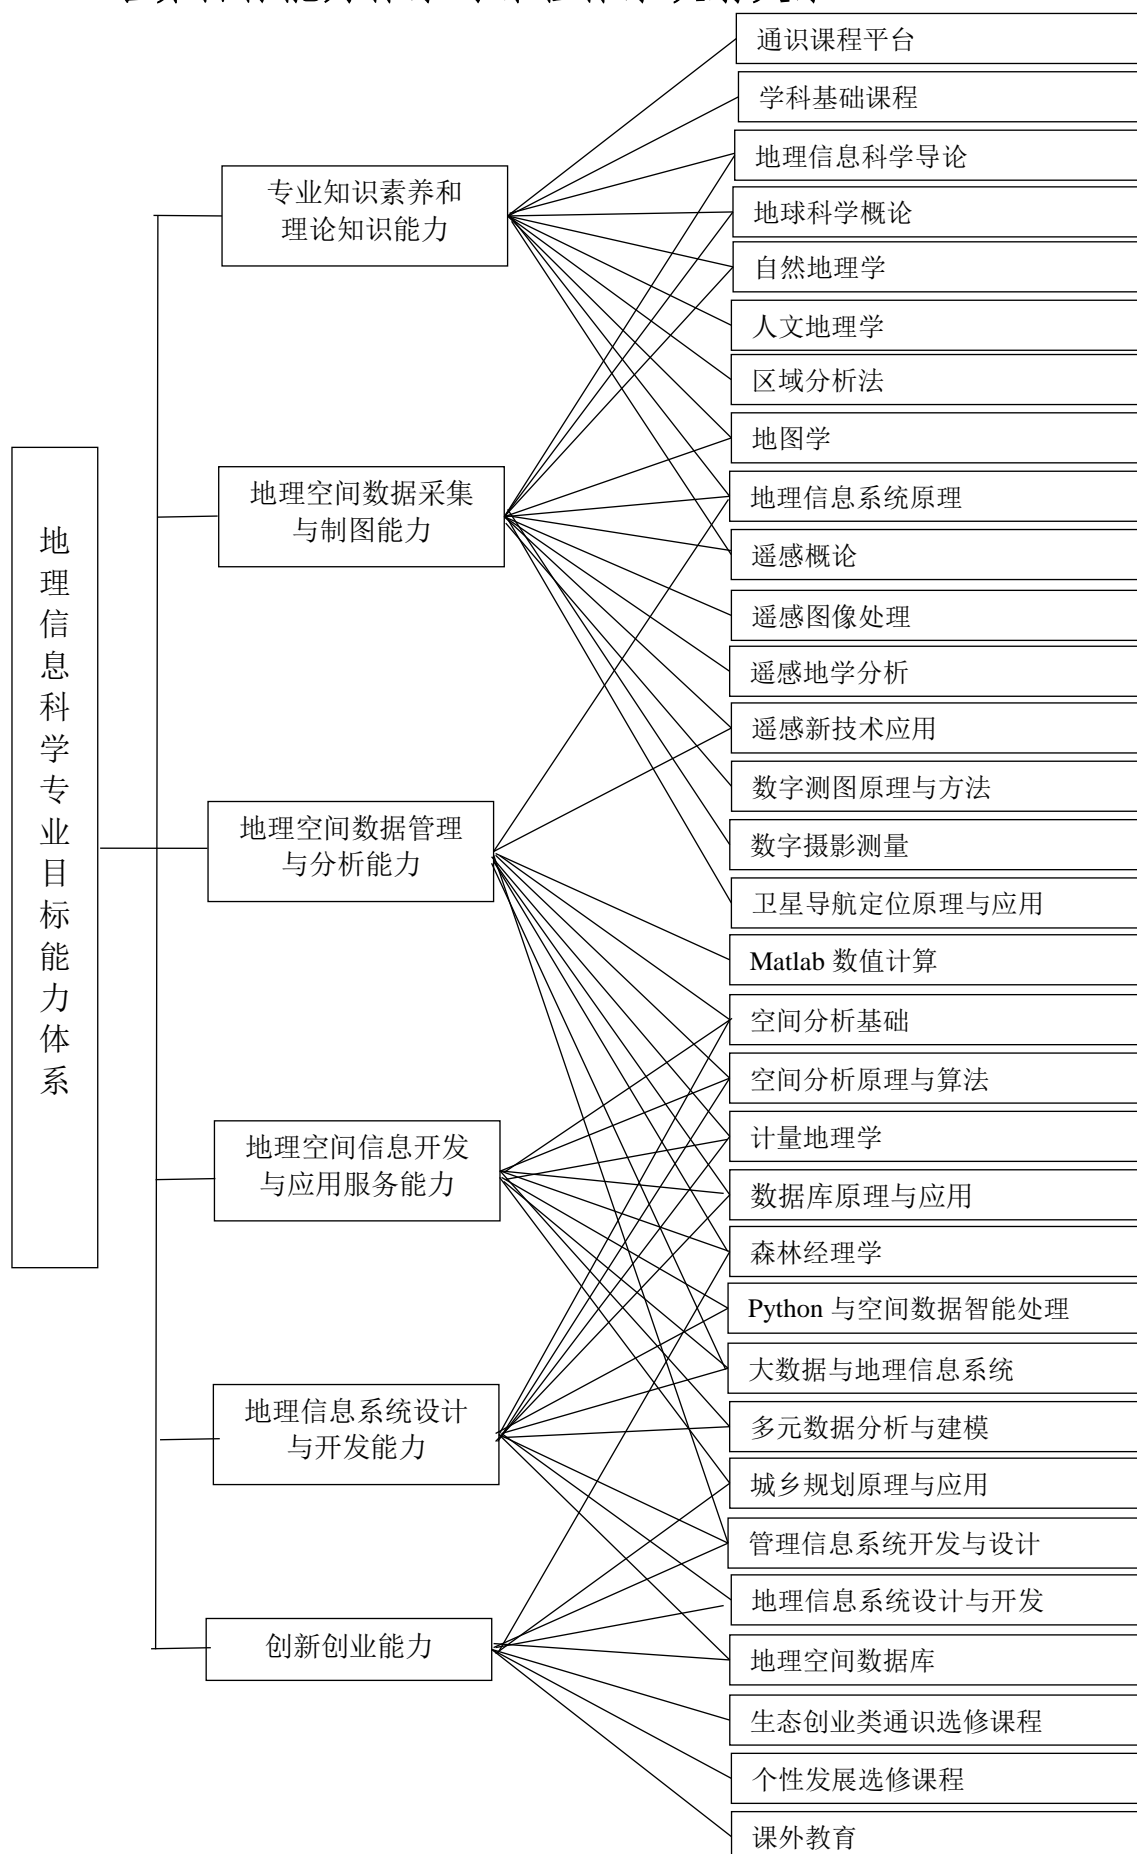 通识课程平台
学科基础课程
地理信息科学导论
地球科学概论
自然地理学
人文地理学
区域分析法
地图学
地理信息系统原理
遥感概论
遥感图像处理
遥感地学分析
遥感新技术应用
数字测图原理与方法
数字摄影测量
卫星导航定位原理与应用
Matlab 数值计算
空间分析基础
空间分析原理与算法
计量地理学
数据库原理与应用
森林经理学
Python 与空间数据智能处理
大数据与地理信息系统
多元数据分析与建模
城乡规划原理与应用
管理信息系统开发与设计
地理信息系统设计与开发
地理空间数据库
生态创业类通识选修课程
个性发展选修课程
课外教育
专业知识素养和
理论知识能力
地理空间数据采集
与制图能力
地理空间数据管理
与分析能力
地理空间信息开发
与应用服务能力
地理信息系统设计
与开发能力
创新创业能力
地理信息科学专业目标能力体系